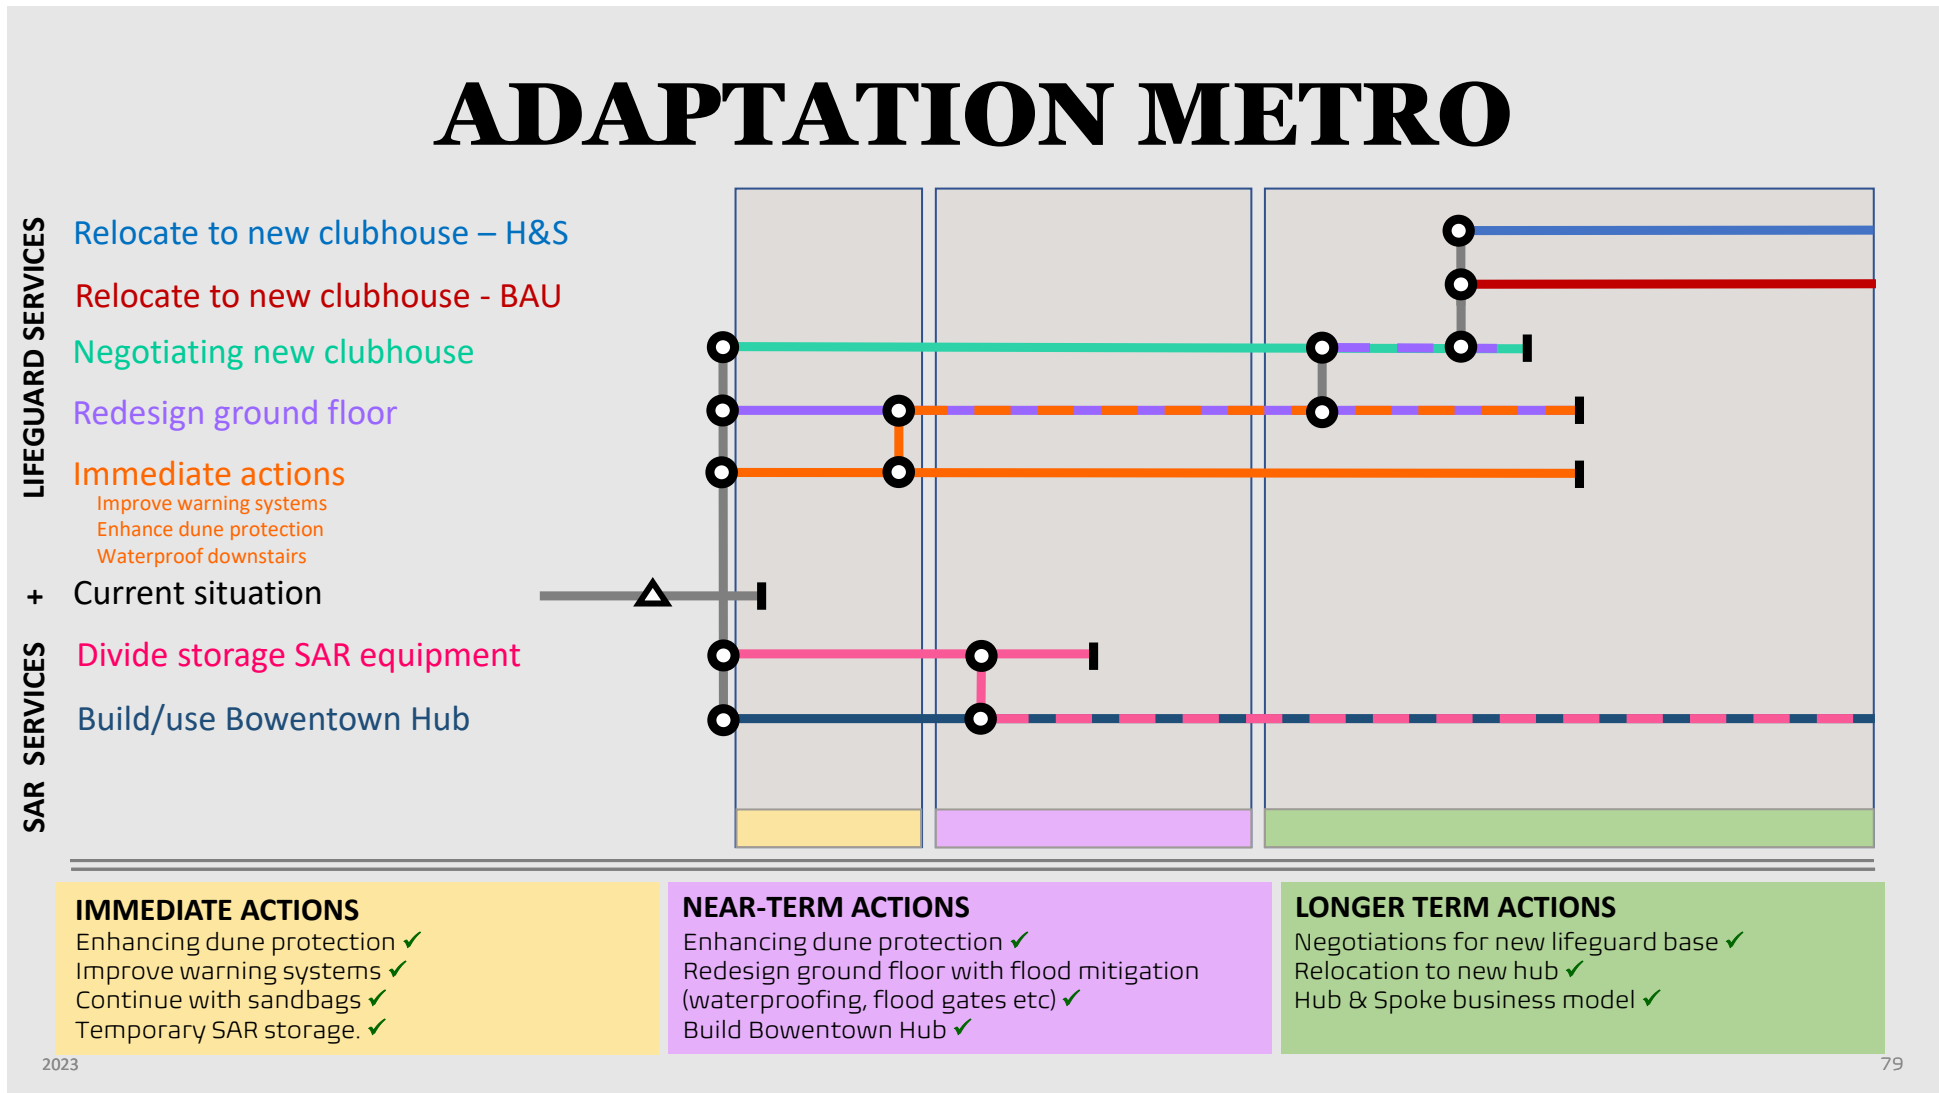 ADAPTATION METRO
LIFEGUARD SERVICES
Relocate to new clubhouse – H&S
Relocate to new clubhouse - BAU
Negotiating new clubhouse
Redesign ground floor
Immediate actions
Improve warning systems
Enhance dune protection
Waterproof downstairs
+
Current situation
SAR SERVICES
Divide storage SAR equipment
Build/use Bowentown Hub
IMMEDIATE ACTIONS
Enhancing dune protection ✓
Improve warning systems ✓
Continue with sandbags ✓
Temporary SAR storage. ✓
NEAR-TERM ACTIONS
Enhancing dune protection ✓
Redesign ground floor with flood mitigation
(waterproofing, flood gates etc) ✓
Build Bowentown Hub ✓
LONGER TERM ACTIONS
Negotiations for new lifeguard base ✓
Relocation to new hub ✓
Hub & Spoke business model ✓
2023
79